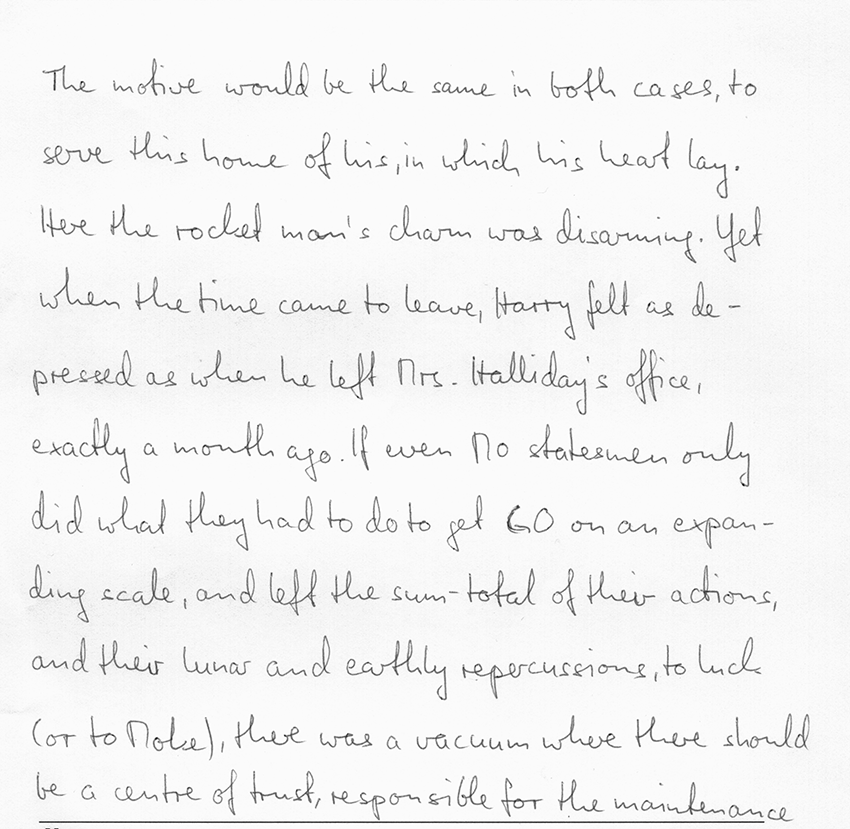 The motive would be the same in both cases, to
serve this home of his, in which his heart lay.
Here the rocket man's charm was disarming. Yet
when the time came to leave, Harry felt as de-
pressed as when he left Mrs. Halliday's office,
exactly a month ago. If even No statesmen only
did what they had to do to get GO on an expan-
ding scale, and left the sum-total of their actions,
and their lunar and earthly repercussions, to luck
(or to Moke), there was a vacuum where there should
be a centre of trust, responsible for the maintenance